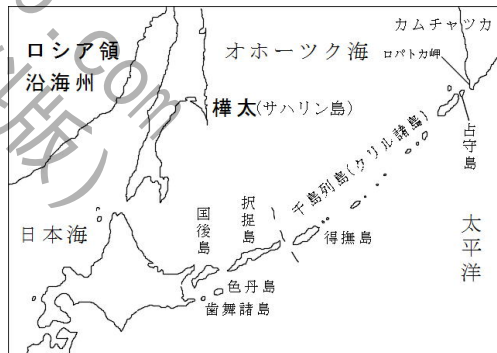 カムチャツカ
ロパトカ岬
ロシア領
沿海州
オホーツク海
樺太(サハリン島)
占守島
千島列島(クリル諸島)
太平洋
得撫島
択捉島
国後島
色丹島
歯舞諸島
日本海
.com
料版)